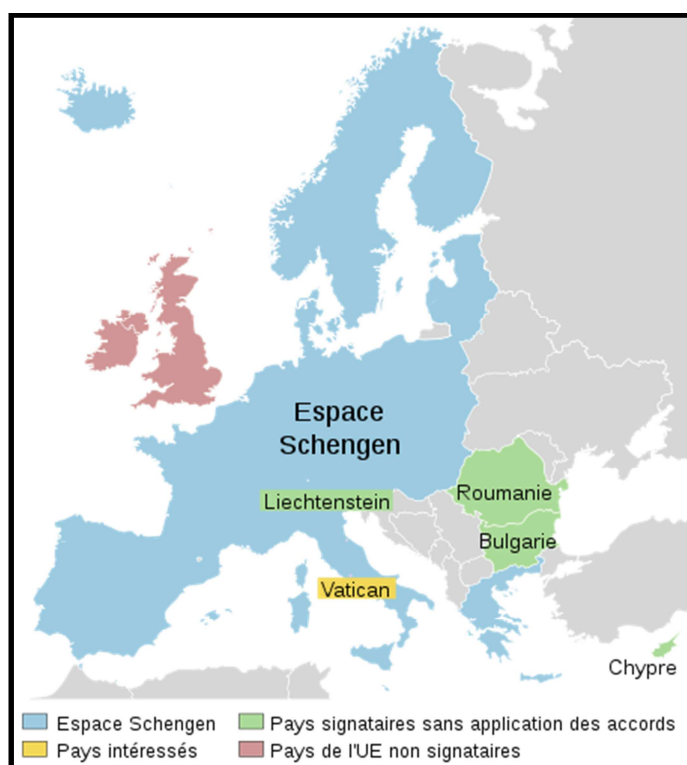 Espace
Schengen
Liechtenstein
Roumanie
Bulgarie
Vatican
Chypre
Espace Schengen
Pays signataires sans application des accords
Pays intéressés
Pays de l'UE non signataires